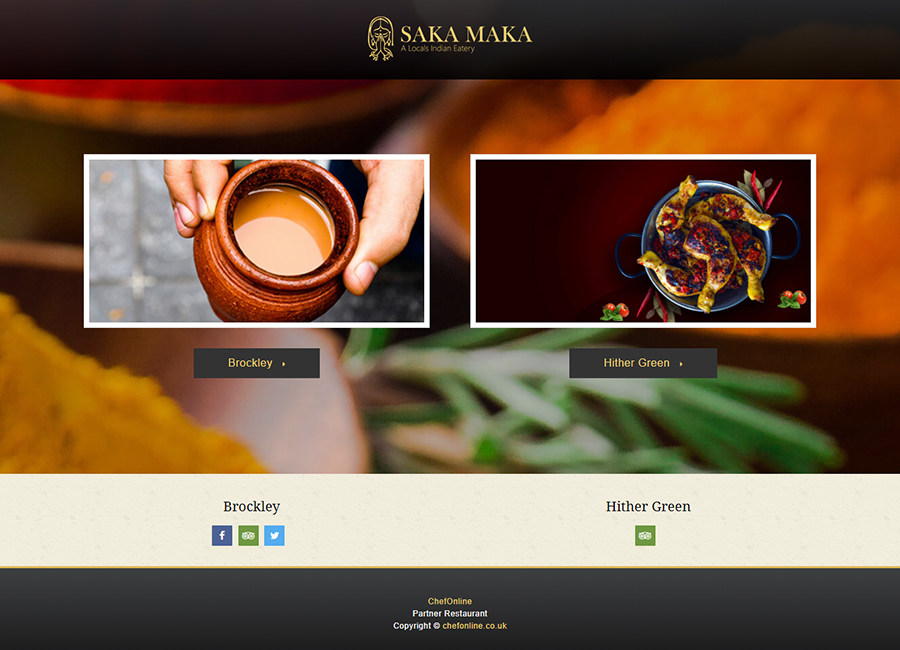 SAKA MAKA
A Locals Indian Eatery
Brockley
Hither Green
Brockley
Hither Green
ChefOnline
Partner Restaurant
Copyright © chefonline.co.uk